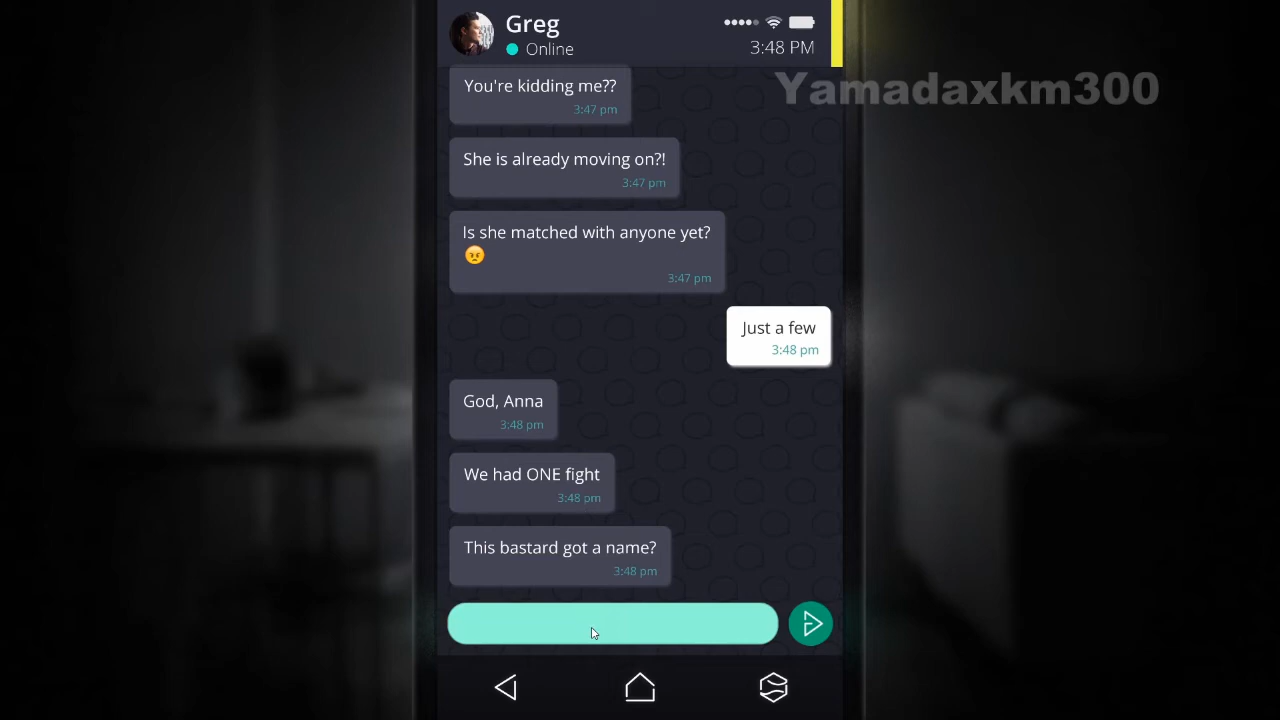 Greg
Online
3:48 PM
Yamadaxkm300
You're kidding me??
3:47 pm
She is already moving on?!
3:47 pm
Is she matched with anyone yet?
😠
3:47 pm
Just a few
3:48 pm
God, Anna
3:48 pm
We had ONE fight
3:48 pm
This bastard got a name?
3:48 pm